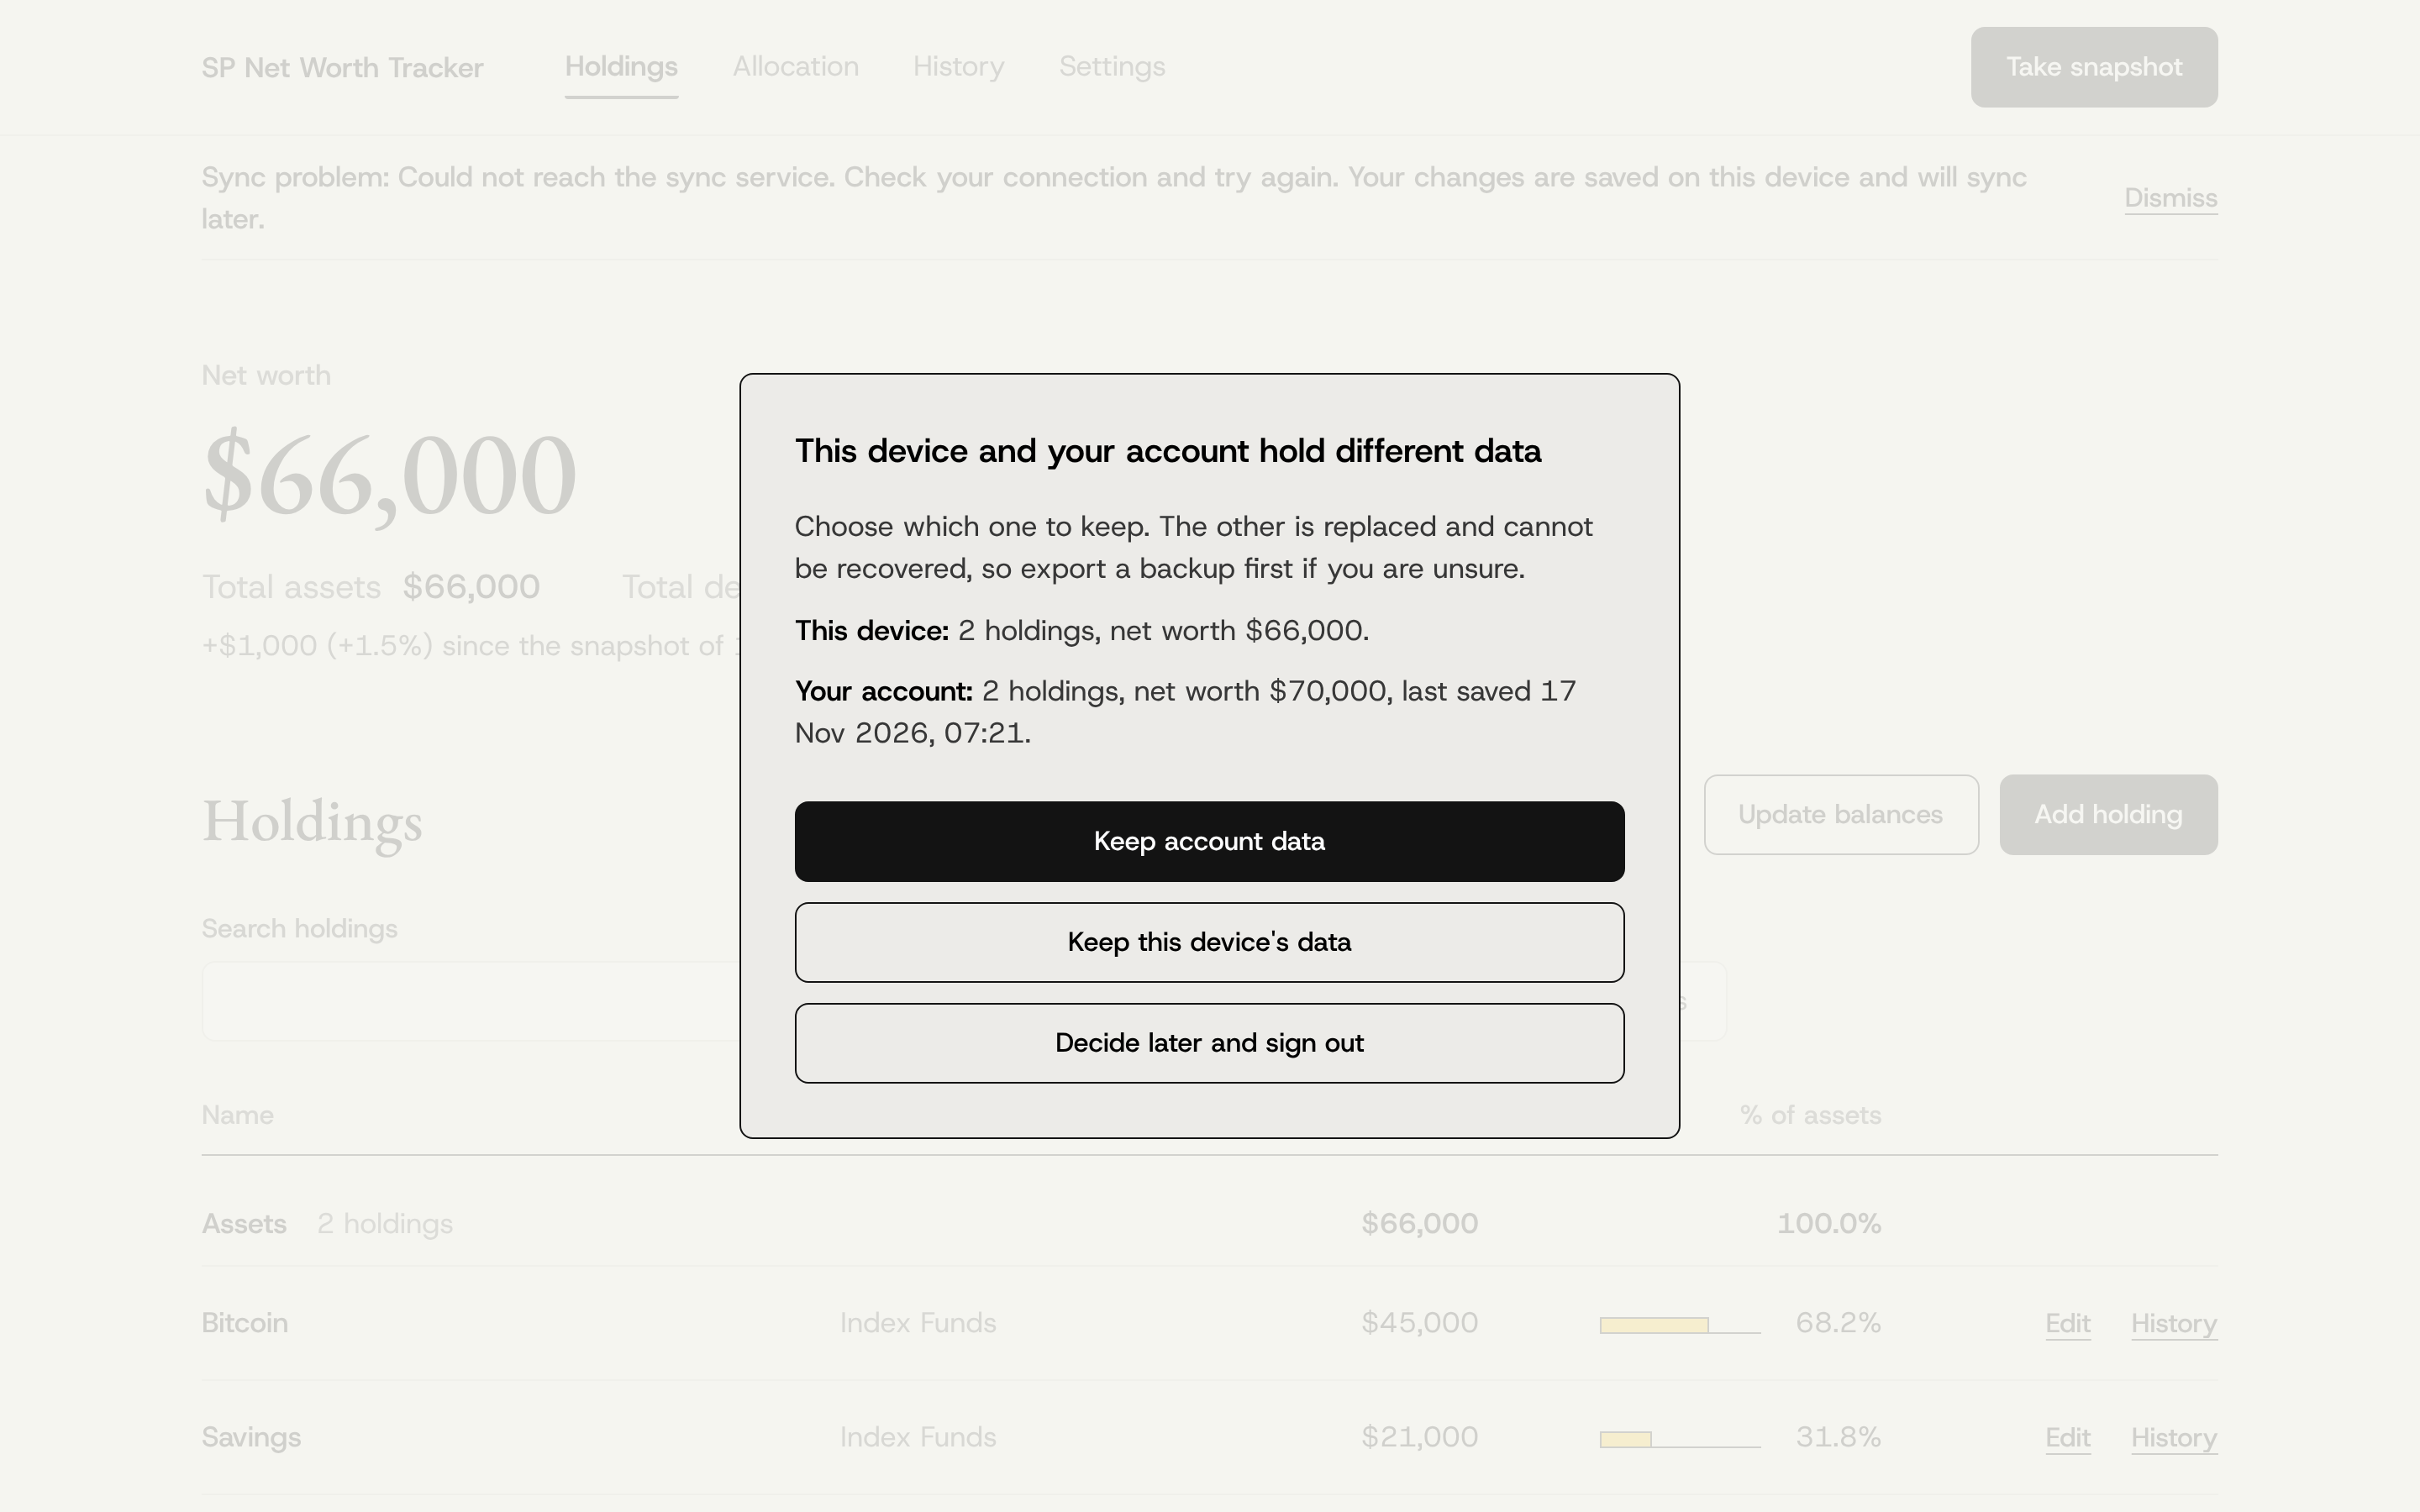 SP Net Worth Tracker
Holdings
Allocation
History
Settings
Take snapshot
Sync problem: Could not reach the sync service. Check your connection and try again. Your changes are saved on this device and will sync
later.
Dismiss
Net worth
$66,000
Total assets $66,000
Total de
+$1,000 (+1.5%) since the snapshot of
This device and your account hold different data
Choose which one to keep. The other is replaced and cannot
be recovered, so export a backup first if you are unsure.
This device: 2 holdings, net worth $66,000.
Your account: 2 holdings, net worth $70,000, last saved 17
Nov 2026, 07:21.
Keep account data
Keep this device's data
Decide later and sign out
Holdings
Update balances
Add holding
Search holdings
Name
% of assets
Assets 2 holdings $66,000 100.0%
Bitcoin Index Funds $45,000 68.2% Edit History
Savings Index Funds $21,000 31.8% Edit History